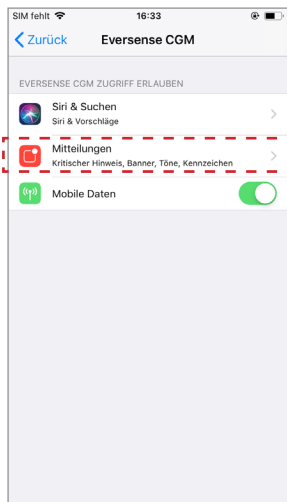 SIM fehlt 16:33
Zurück Eversense CGM
EVERSENSE CGM ZUGRIFF ERLAUBEN
Siri & Suchen
Siri & Vorschläge
Mitteilungen
Kritischer Hinweis, Banner, Töne, Kennzeichen
Mobile Daten